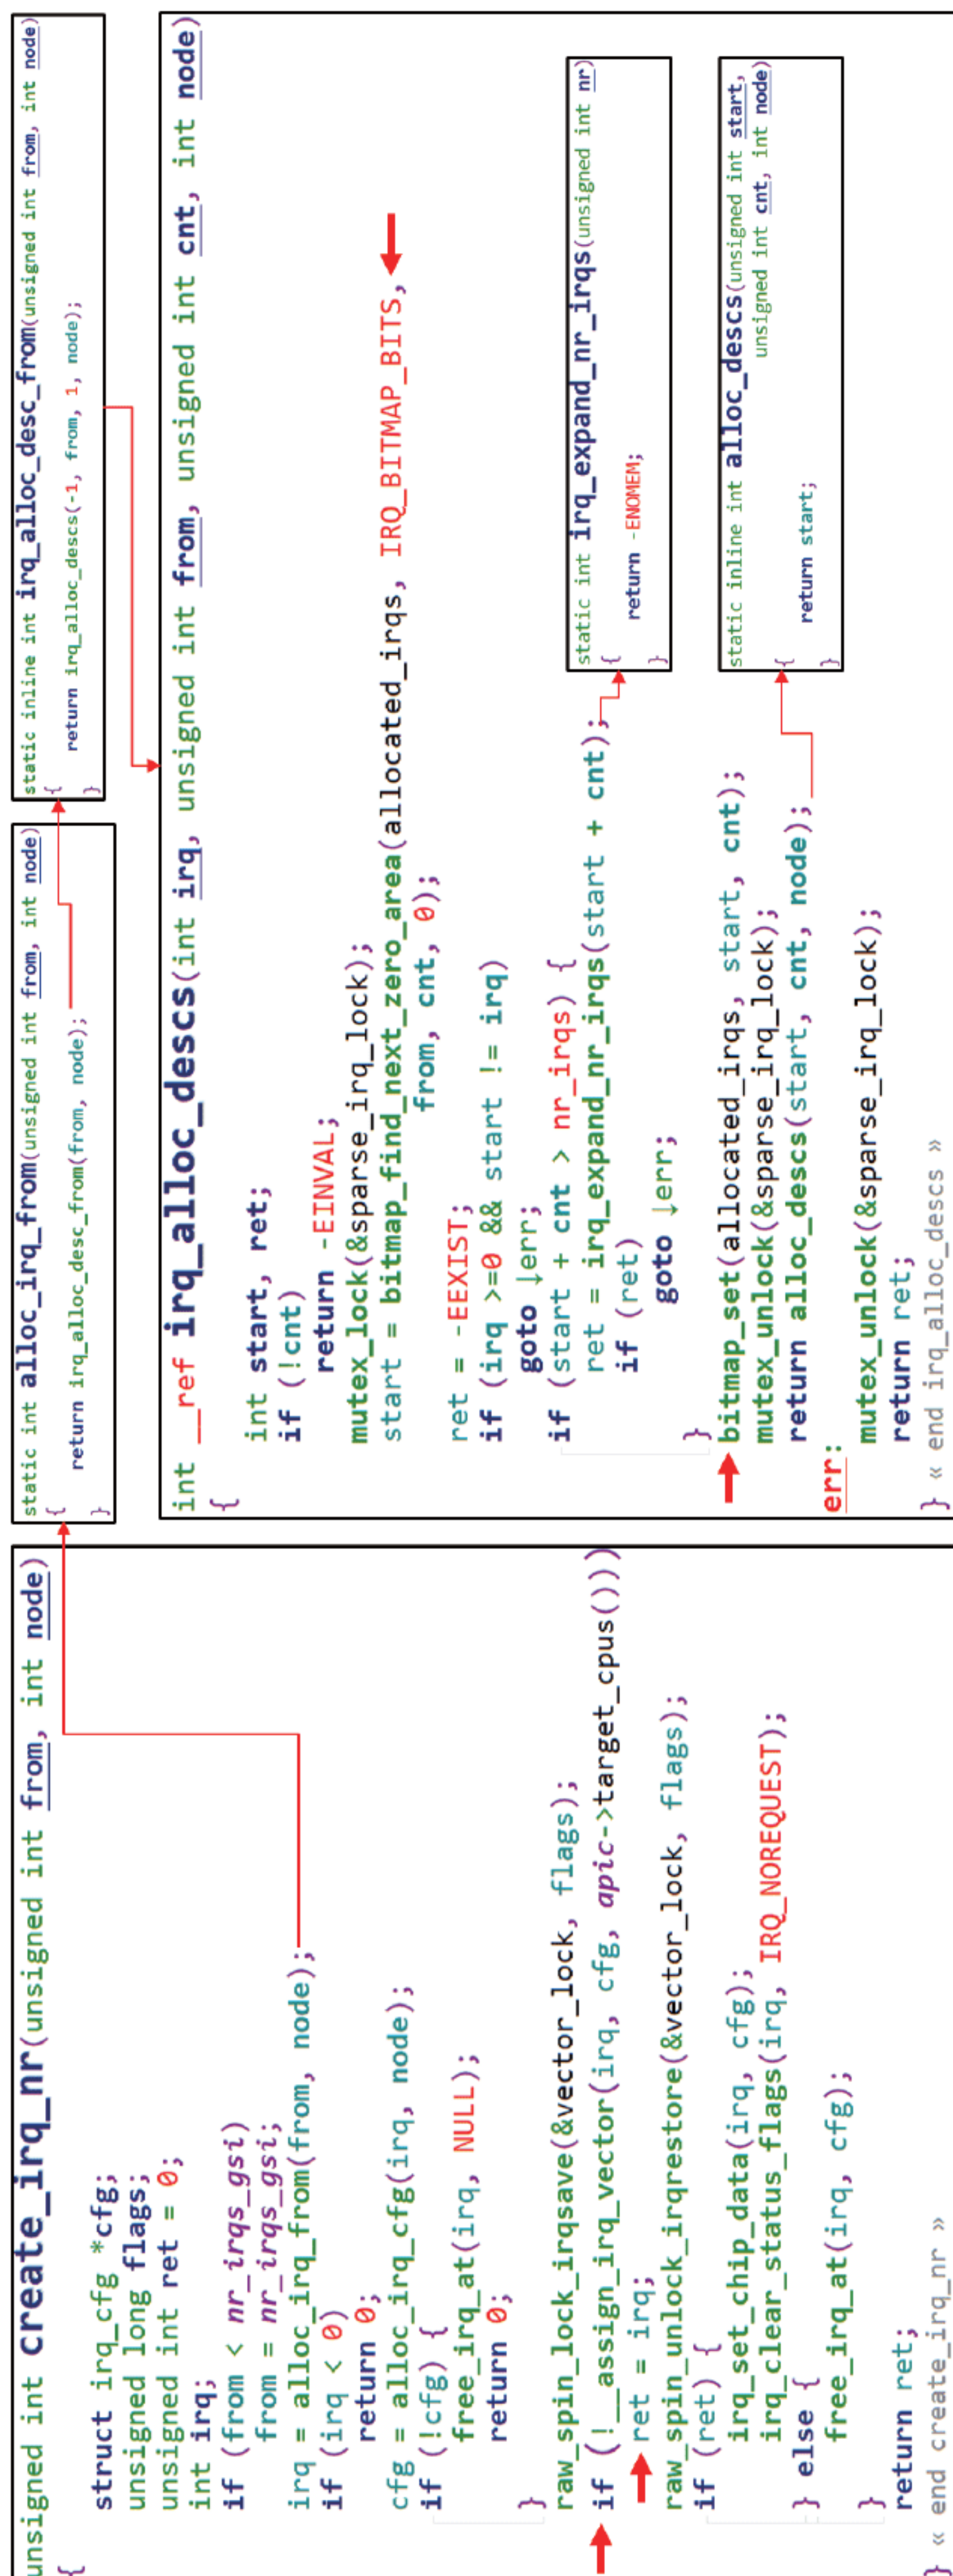 unsigned int create_irq_nr(unsigned int from, int node)
{
struct irq_cfg *cfg;
unsigned long flags;
unsigned int ret = 0;
int irq;
if (from < nr_irqs_gsi)
from = nr_irqs_gsi;
irq = alloc_irq_from(from, node);
if (irq < 0)
return 0;
cfg = alloc_irq_cfg(irq, node);
if (!cfg) {
free_irq_at(irq, NULL);
return 0;
}
raw_spin_lock_irqsave(&vector_lock, flags);
if (!__assign_irq_vector(irq, cfg, apic->target_cpus()))
ret = irq;
raw_spin_unlock_irqrestore(&vector_lock, flags);
if (ret) {
irq_set_chip_data(irq, cfg);
irq_clear_status_flags(irq, IRQ_NOREQUEST);
} else {
free_irq_at(irq, cfg);
}
return ret;
} « end create_irq_nr »
static int alloc_irq_from(unsigned int from, int node)
{
return irq_alloc_desc_from(from, node);
}
static inline int irq_alloc_desc_from(unsigned int from, int node)
{
return irq_alloc_descs(-1, from, 1, node);
}
int __ref irq_alloc_descs(int irq, unsigned int from, unsigned int cnt, int node)
{
int start, ret;
if (!cnt)
return -EINVAL;
mutex_lock(&sparse_irq_lock);
start = bitmap_find_next_zero_area(allocated_irqs, IRQ_BITMAP_BITS,
from, cnt, 0);
ret = -EEXIST;
if (irq >=0 && start != irq)
goto ↓err;
if (start + cnt > nr_irqs) {
ret = irq_expand_nr_irqs(start + cnt);
if (ret)
goto ↓err;
}
bitmap_set(allocated_irqs, start, cnt);
mutex_unlock(&sparse_irq_lock);
return alloc_descs(start, cnt, node);
err:
mutex_unlock(&sparse_irq_lock);
return ret;
} « end irq_alloc_descs »
static int irq_expand_nr_irqs(unsigned int nr)
{
return -ENOMEM;
}
static inline int alloc_descs(unsigned int start,
unsigned int cnt, int node)
{
return start;
}